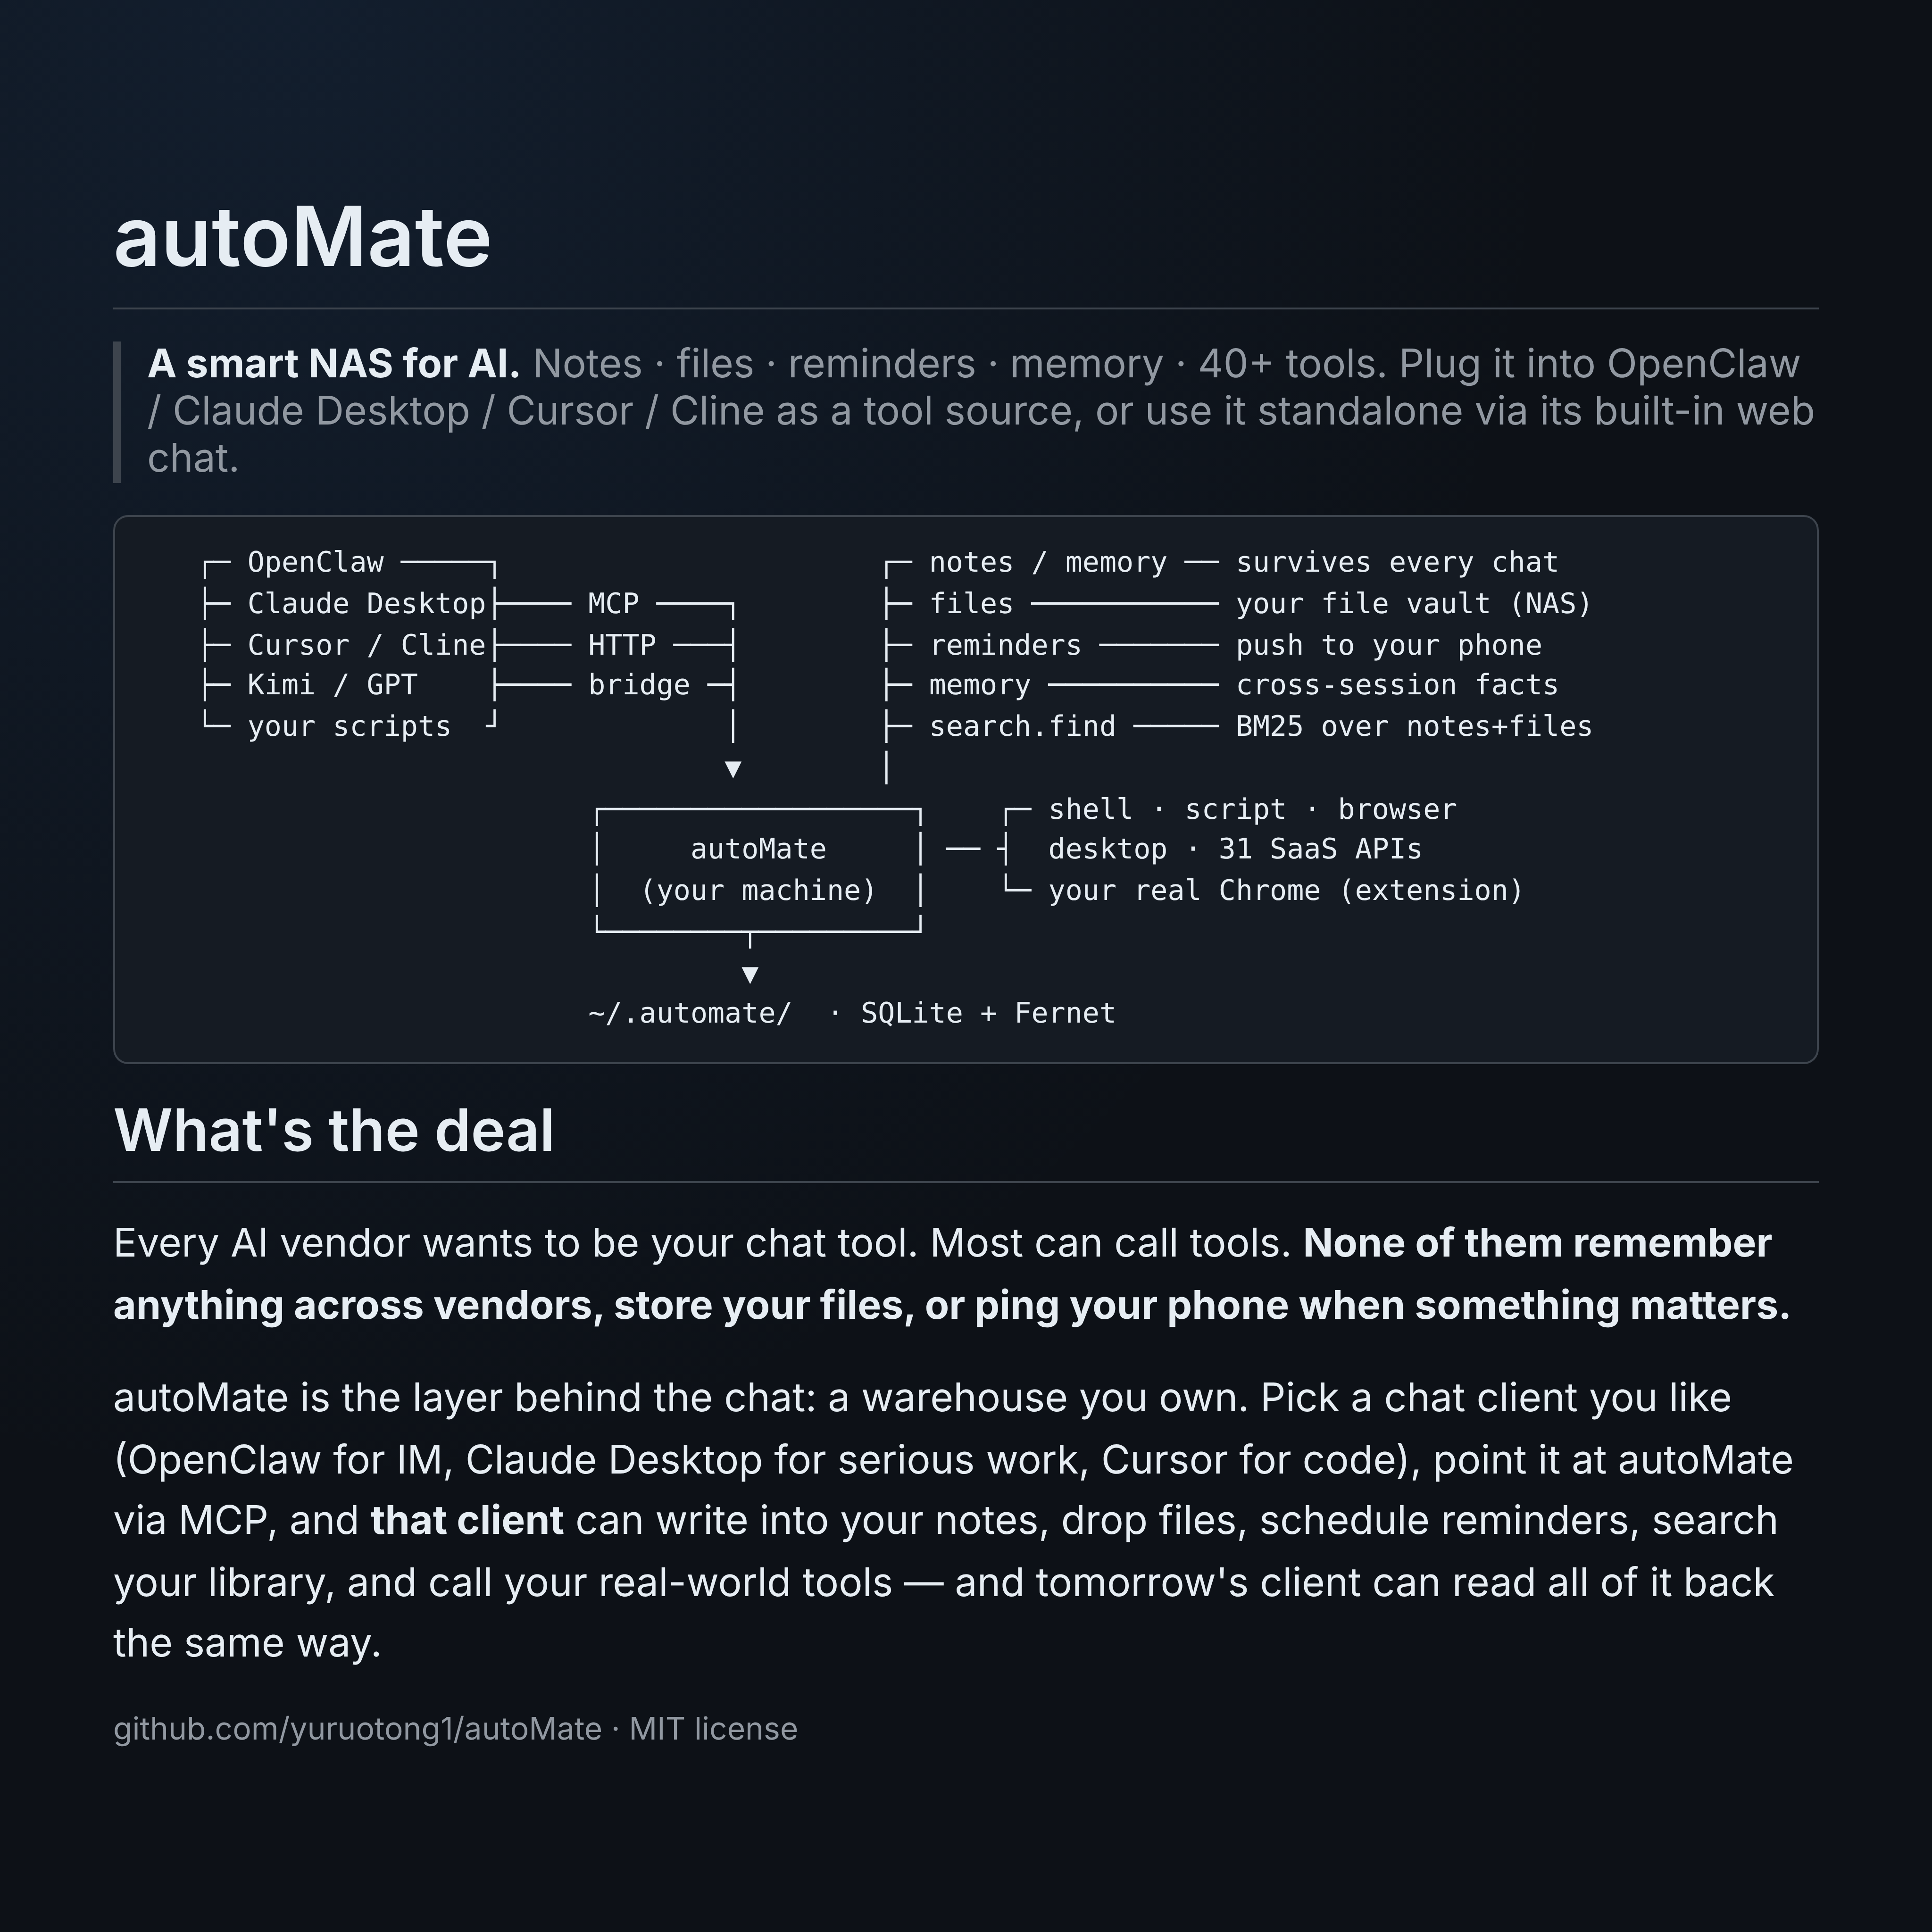 autoMate
A smart NAS for AI. Notes · files · reminders · memory · 40+ tools. Plug it into OpenClaw
/ Claude Desktop / Cursor / Cline as a tool source, or use it standalone via its built-in web
chat.
┌─ OpenClaw ─────┐                      ┌─ notes / memory ── survives every chat
├─ Claude Desktop├──── MCP ────┐        ├─ files ─────────── your file vault (NAS)
├─ Cursor / Cline├──── HTTP ───┤        ├─ reminders ─────── push to your phone
├─ Kimi / GPT    ├──── bridge ─┤        ├─ memory ────────── cross-session facts
└─ your scripts  ┘             │        ├─ search.find ───── BM25 over notes+files
                               ▼        │
                       ┌──────────────────┐    ┌─ shell · script · browser
                       │     autoMate     │ ── ┤  desktop · 31 SaaS APIs
                       │  (your machine)  │    └─ your real Chrome (extension)
                       └────────┬─────────┘
                                ▼
                       ~/.automate/  · SQLite + Fernet
What's the deal
Every AI vendor wants to be your chat tool. Most can call tools. None of them remember
anything across vendors, store your files, or ping your phone when something matters.
autoMate is the layer behind the chat: a warehouse you own. Pick a chat client you like
(OpenClaw for IM, Claude Desktop for serious work, Cursor for code), point it at autoMate
via MCP, and that client can write into your notes, drop files, schedule reminders, search
your library, and call your real-world tools — and tomorrow's client can read all of it back
the same way.
github.com/yuruotong1/autoMate · MIT license